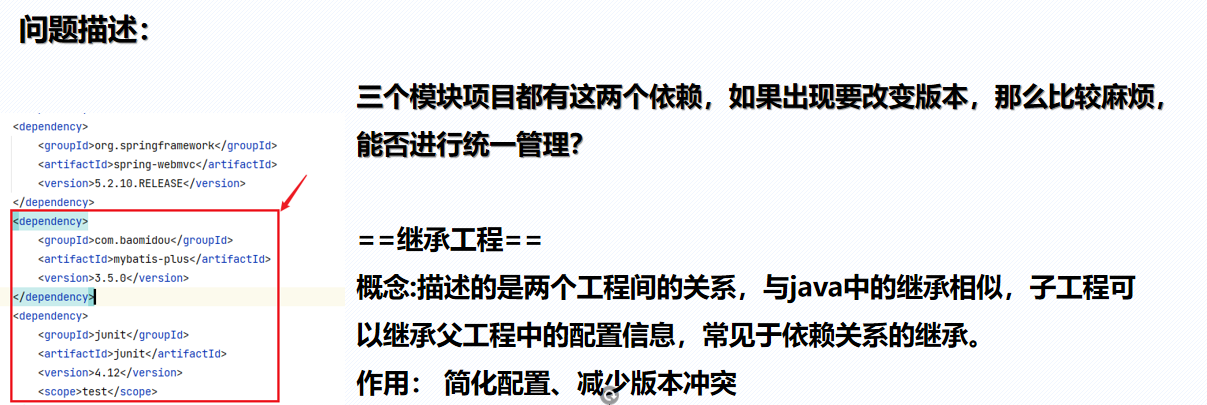 问题描述：
<dependency>
<groupId>org.springframework</groupId>
<artifactId>spring-webmvc</artifactId>
<version>5.2.10.RELEASE</version>
</dependency>
<dependency>
<groupId>com.baomidou</groupId>
<artifactId>mybatis-plus</artifactId>
<version>3.5.0</version>
</dependency>
<dependency>
<groupId>junit</groupId>
<artifactId>junit</artifactId>
<version>4.12</version>
<scope>test</scope>
三个模块项目都有这两个依赖，如果出现要改变版本，那么比较麻烦，
能否进行统一管理？
==继承工程==
概念:描述的是两个工程间的关系，与java中的继承相似，子工程可
以继承父工程中的配置信息，常见于依赖关系的继承。
作用： 简化配置、减少版本冲突